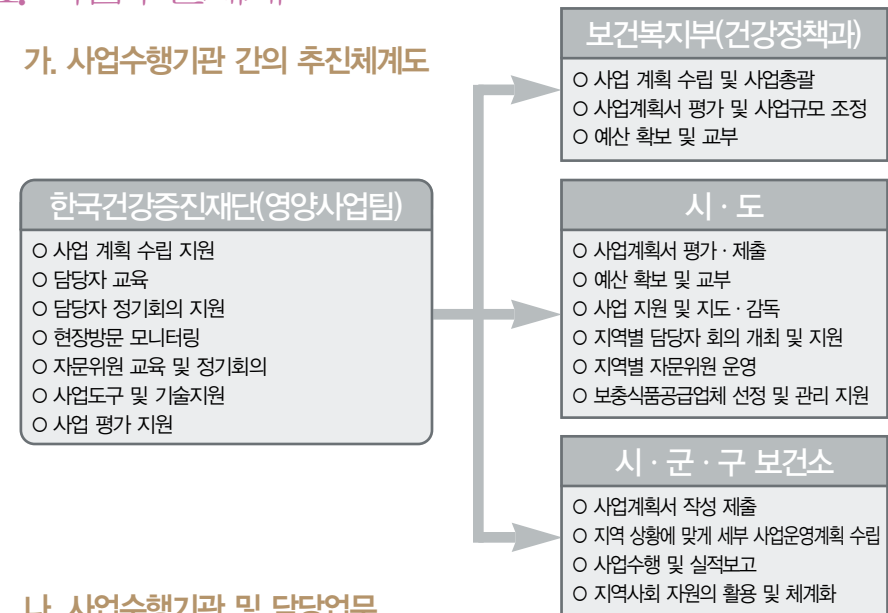 가. 사업수행기관 간의 추진체계도
보건복지부(건강정책과)
○ 사업 계획 수립 및 사업총괄
○ 사업계획서 평가 및 사업규모 조정
○ 예산 확보 및 교부
한국건강증진재단(영양사업팀)
○ 사업 계획 수립 지원
○ 담당자 교육
○ 담당자 정기회의 지원
○ 현장방문 모니터링
○ 자문위원 교육 및 정기회의
○ 사업도구 및 기술지원
○ 사업 평가 지원
시 · 도
○ 사업계획서 평가 · 제출
○ 예산 확보 및 교부
○ 사업 지원 및 지도 · 감독
○ 지역별 담당자 회의 개최 및 지원
○ 지역별 자문위원 운영
○ 보충식품공급업체 선정 및 관리 지원
시 · 군 · 구 보건소
○ 사업계획서 작성 제출
○ 지역 상황에 맞게 세부 사업운영계획 수립
○ 사업수행 및 실적보고
○ 지역사회 자원의 활용 및 체계화
나. 사업수행기관 및 담당업무